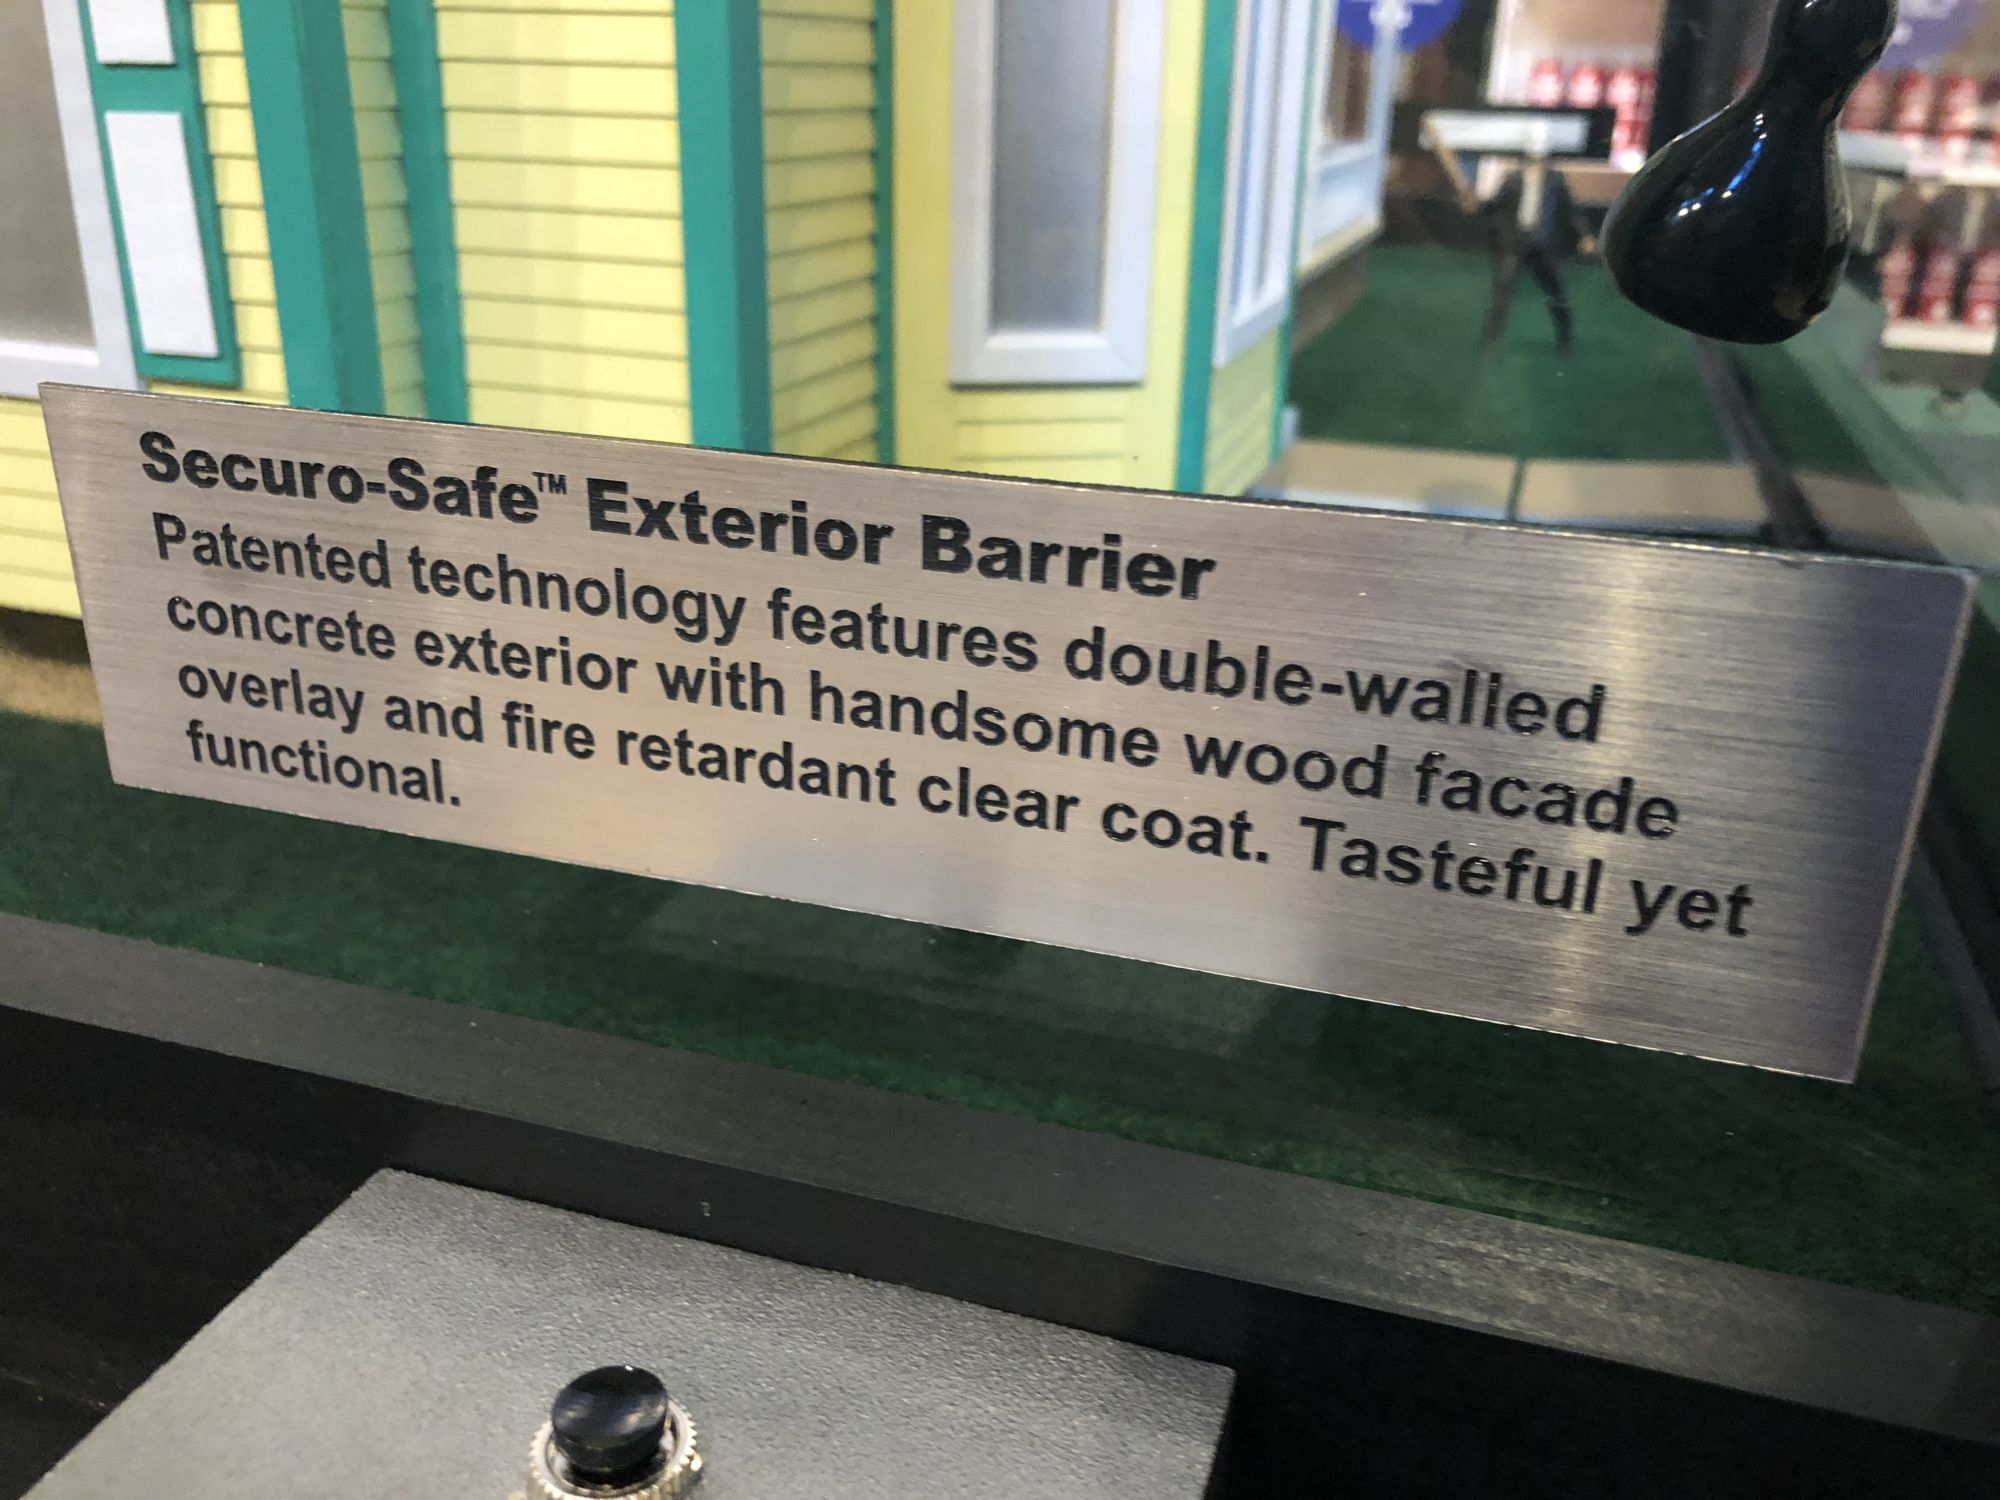 Securo-Safe™ Exterior Barrier
Patented technology features double-walled
concrete exterior with handsome wood facade
overlay and fire retardant clear coat. Tasteful yet
functional.